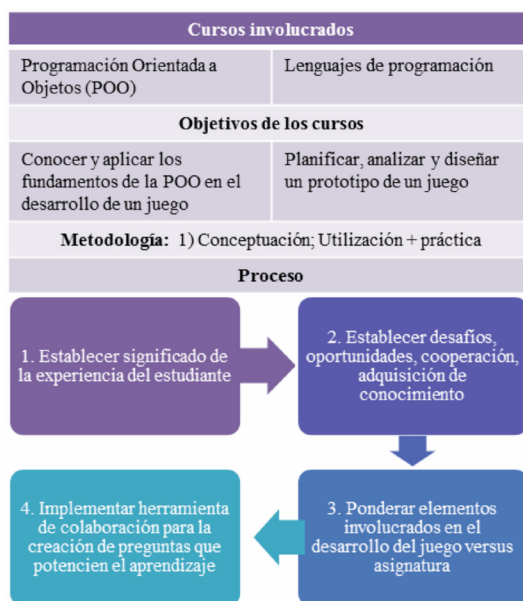 Cursos involucrados
Programación Orientada a
Objetos (POO)
Lenguajes de programación
Objetivos de los cursos
Conocer y aplicar los
fundamentos de la POO en el
desarrollo de un juego
Planificar, analizar y diseñar
un prototipo de un juego
Metodología: 1) Conceptuación; Utilización + práctica
Proceso
1. Establecer significado de
la experiencia del estudiante
2. Establecer desafíos,
oportunidades, cooperación,
adquisición de
conocimiento
3. Ponderar elementos
involucrados en el
desarrollo del juego versus
asignatura
4. Implementar herramienta
de colaboración para la
creación de preguntas que
potencien el aprendizaje